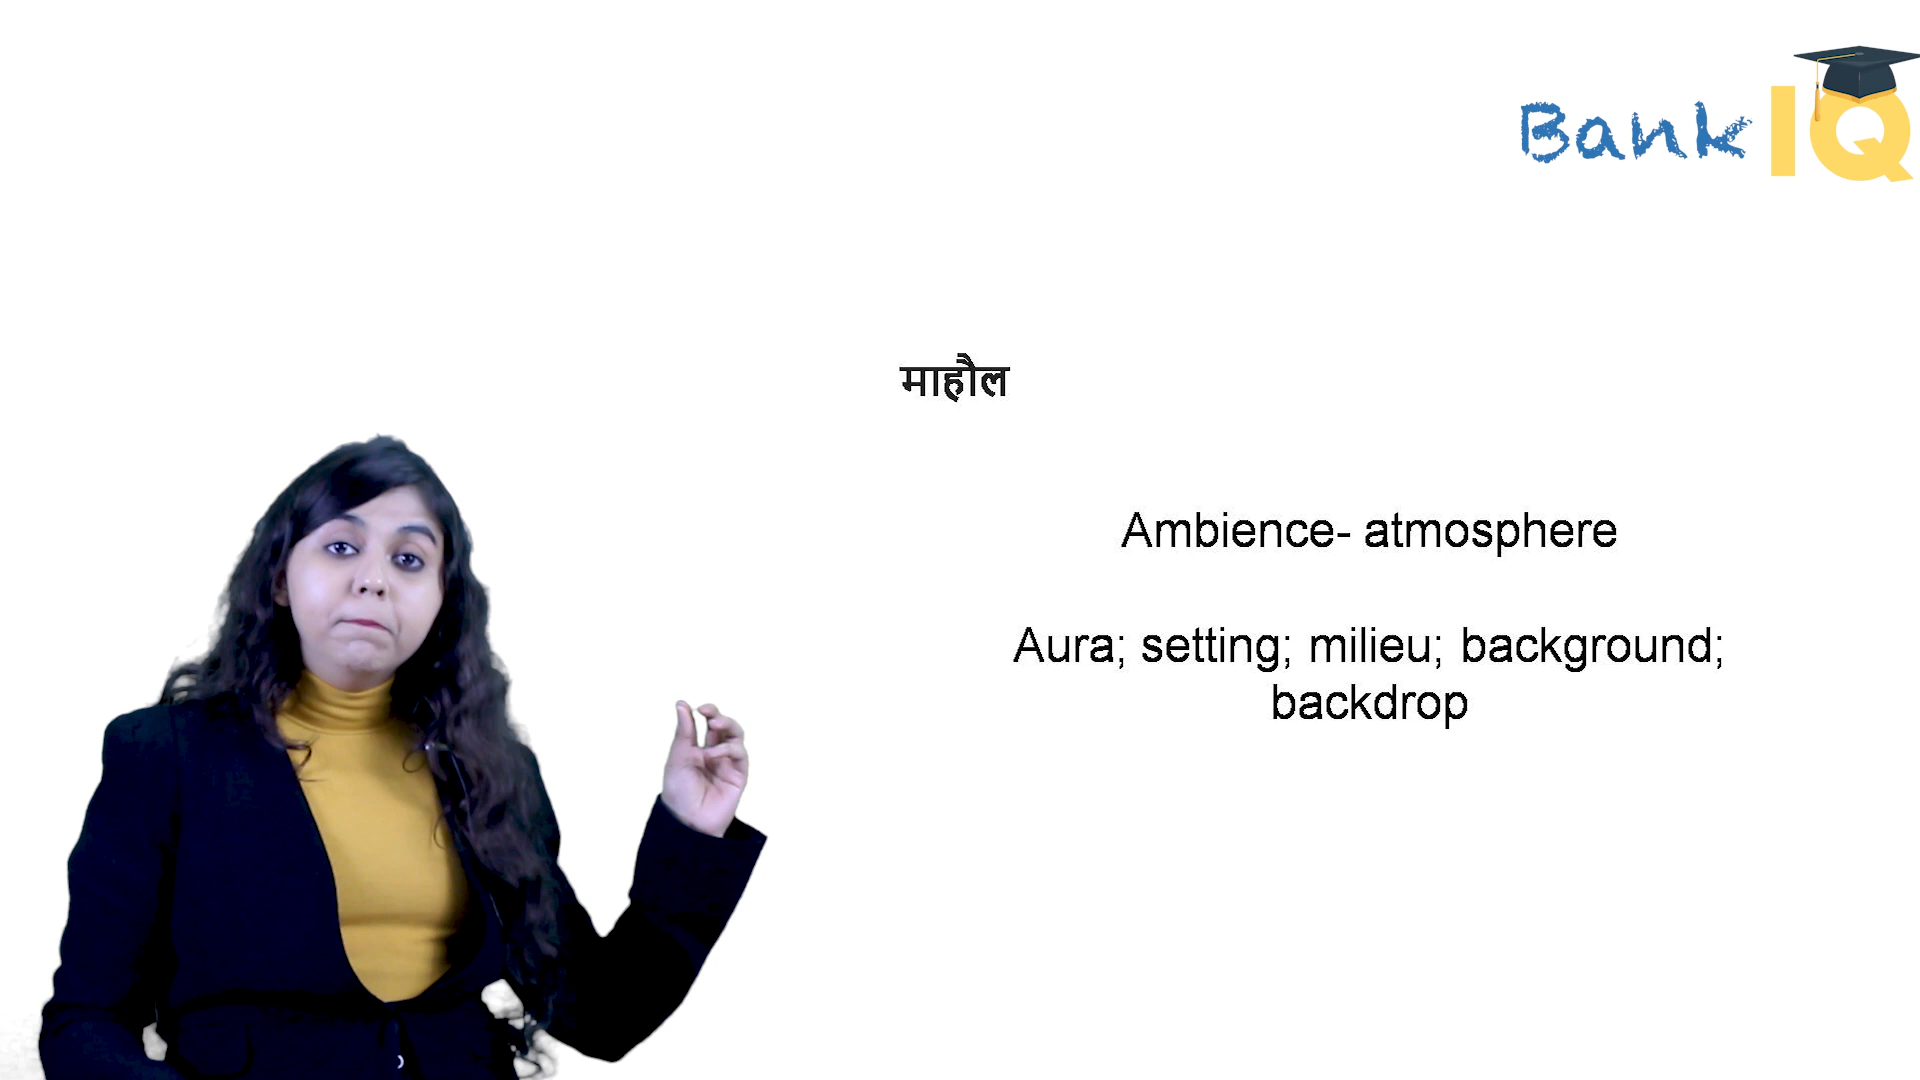 Bank IQ
माहौल
Ambience- atmosphere
Aura; setting; milieu; background;
backdrop